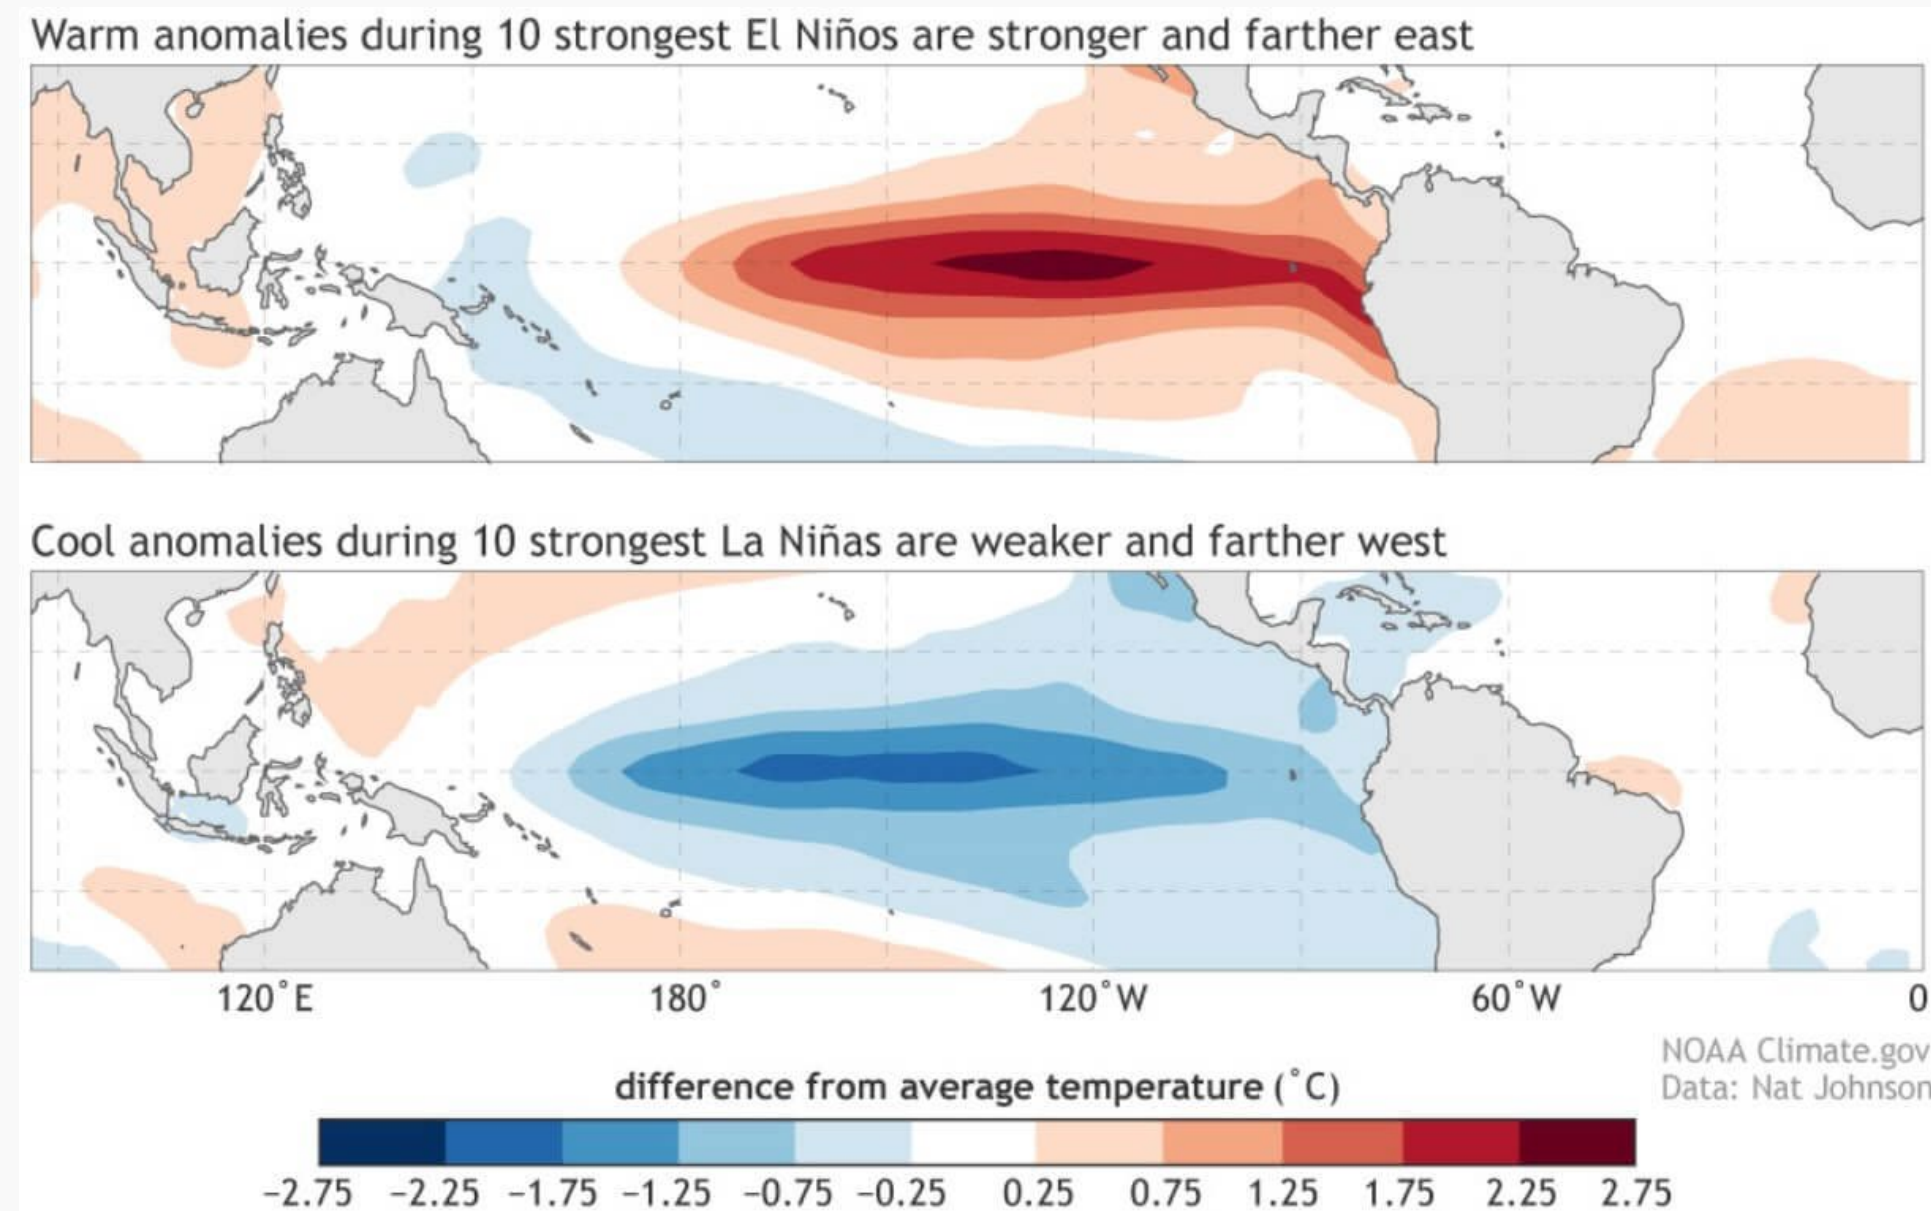 Warm anomalies during 10 strongest El Niños are stronger and farther east
Cool anomalies during 10 strongest La Niñas are weaker and farther west
120°E 180° 120°W 60°W 0
NOAA Climate.gov
Data: Nat Johnson
difference from average temperature (°C)
−2.75 −2.25 −1.75 −1.25 −0.75 −0.25 0.25 0.75 1.25 1.75 2.25 2.75